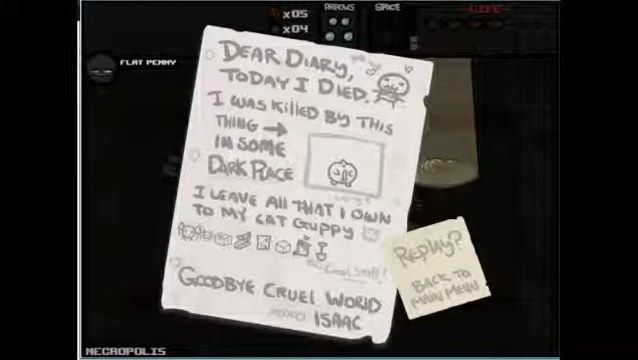 x05
ARROWS
SPACE
x04
FLAT PENNY
DEAR DIARY,
TODAY I DIED.
I WAS KILLED BY THIS
THING →
IN SOME
DARK PLACE
I LEAVE ALL THAT I OWN
TO MY CAT GUPPY
GOODBYE CRUEL WORLD
XOXO ISAAC
REPLAY?
BACK TO
MAIN MENU
NECROPOLIS